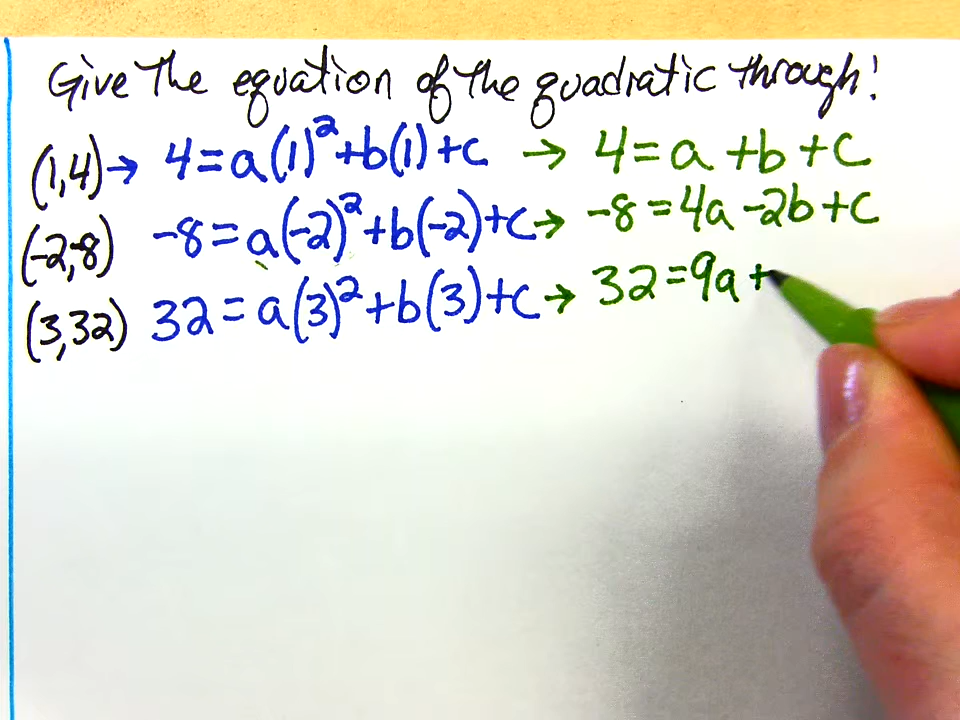 Give The equation of the quadratic through!
(1,4) → 4=a(1)²+b(1)+c → 4=a+b+c
(-2,-8) -8=a(-2)²+b(-2)+c → -8=4a-2b+c
(3,32) 32=a(3)²+b(3)+c → 32=9a+